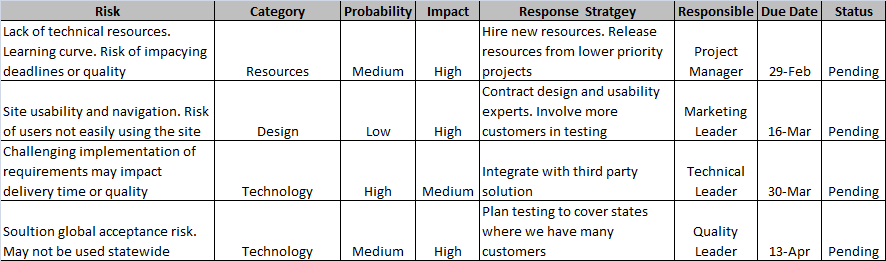 Risk Category Probability Impact Response Stratgey Responsible Due Date Status
Lack of technical resources.
Learning curve. Risk of impacying
deadlines or quality
Resources
Medium
High
Hire new resources. Release
resources from lower priority
projects
Project
Manager
29-Feb
Pending
Site usability and navigation. Risk
of users not easily using the site
Design
Low
High
Contract design and usability
experts. Involve more
customers in testing
Marketing
Leader
16-Mar
Pending
Challenging implementation of
requirements may impact
delivery time or quality
Technology
High
Medium
Integrate with third party
solution
Technical
Leader
30-Mar
Pending
Soultion global acceptance risk.
May not be used statewide
Technology
Medium
High
Plan testing to cover states
where we have many
customers
Quality
Leader
13-Apr
Pending